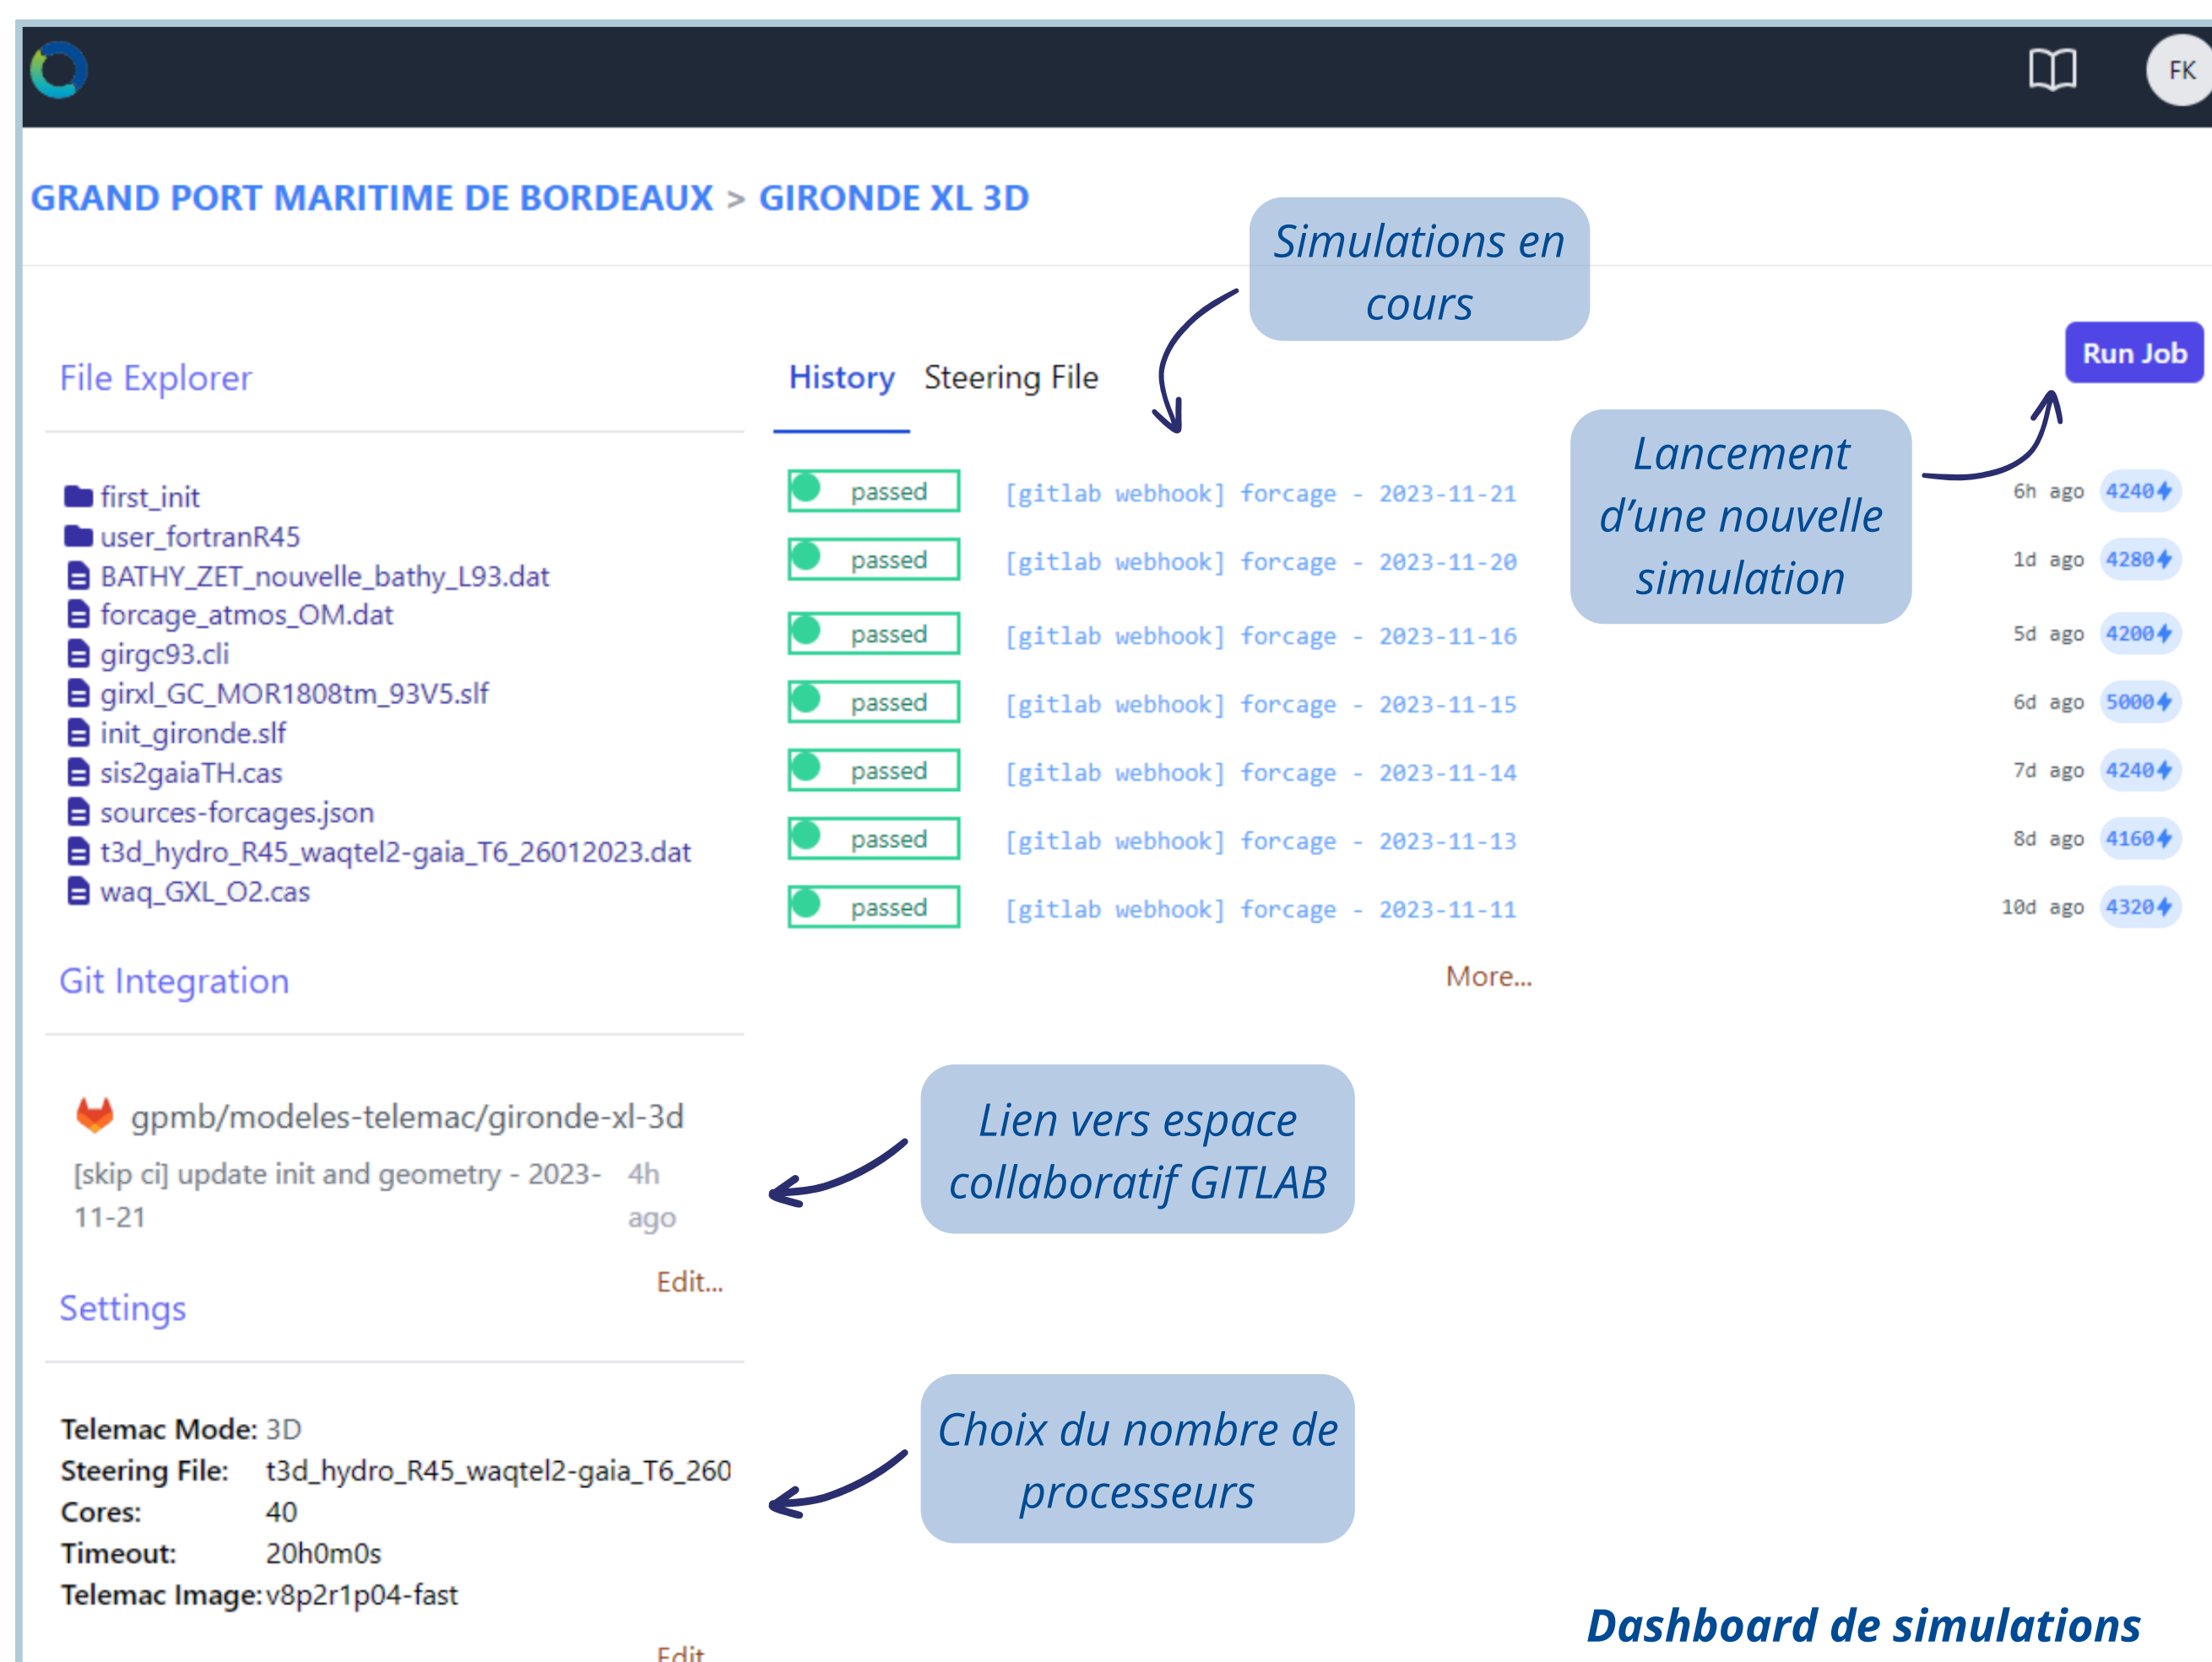 FK
GRAND PORT MARITIME DE BORDEAUX > GIRONDE XL 3D
Simulations en
cours
Run Job
File Explorer
History Steering File
Lancement
d’une nouvelle
simulation
first_init
user_fortranR45
BATHY_ZET_nouvelle_bathy_L93.dat
forcage_atmos_OM.dat
girgc93.cli
girxl_GC_MOR1808tm_93V5.slf
init_gironde.slf
sis2gaiaTH.cas
sources-forcages.json
t3d_hydro_R45_waqtel2-gaia_T6_26012023.dat
waq_GXL_O2.cas
passed [gitlab webhook] forcage - 2023-11-21 6h ago 4240
passed [gitlab webhook] forcage - 2023-11-20 1d ago 4280
passed [gitlab webhook] forcage - 2023-11-16 5d ago 4200
passed [gitlab webhook] forcage - 2023-11-15 6d ago 5000
passed [gitlab webhook] forcage - 2023-11-14 7d ago 4240
passed [gitlab webhook] forcage - 2023-11-13 8d ago 4160
passed [gitlab webhook] forcage - 2023-11-11 10d ago 4320
More...
Git Integration
gpmb/modeles-telemac/gironde-xl-3d
[skip ci] update init and geometry - 2023- 4h
11-21 ago
Edit...
Lien vers espace
collaboratif GITLAB
Settings
Telemac Mode: 3D
Steering File: t3d_hydro_R45_waqtel2-gaia_T6_260
Cores: 40
Timeout: 20h0m0s
Telemac Image: v8p2r1p04-fast
Edit
Choix du nombre de
processeurs
Dashboard de simulations